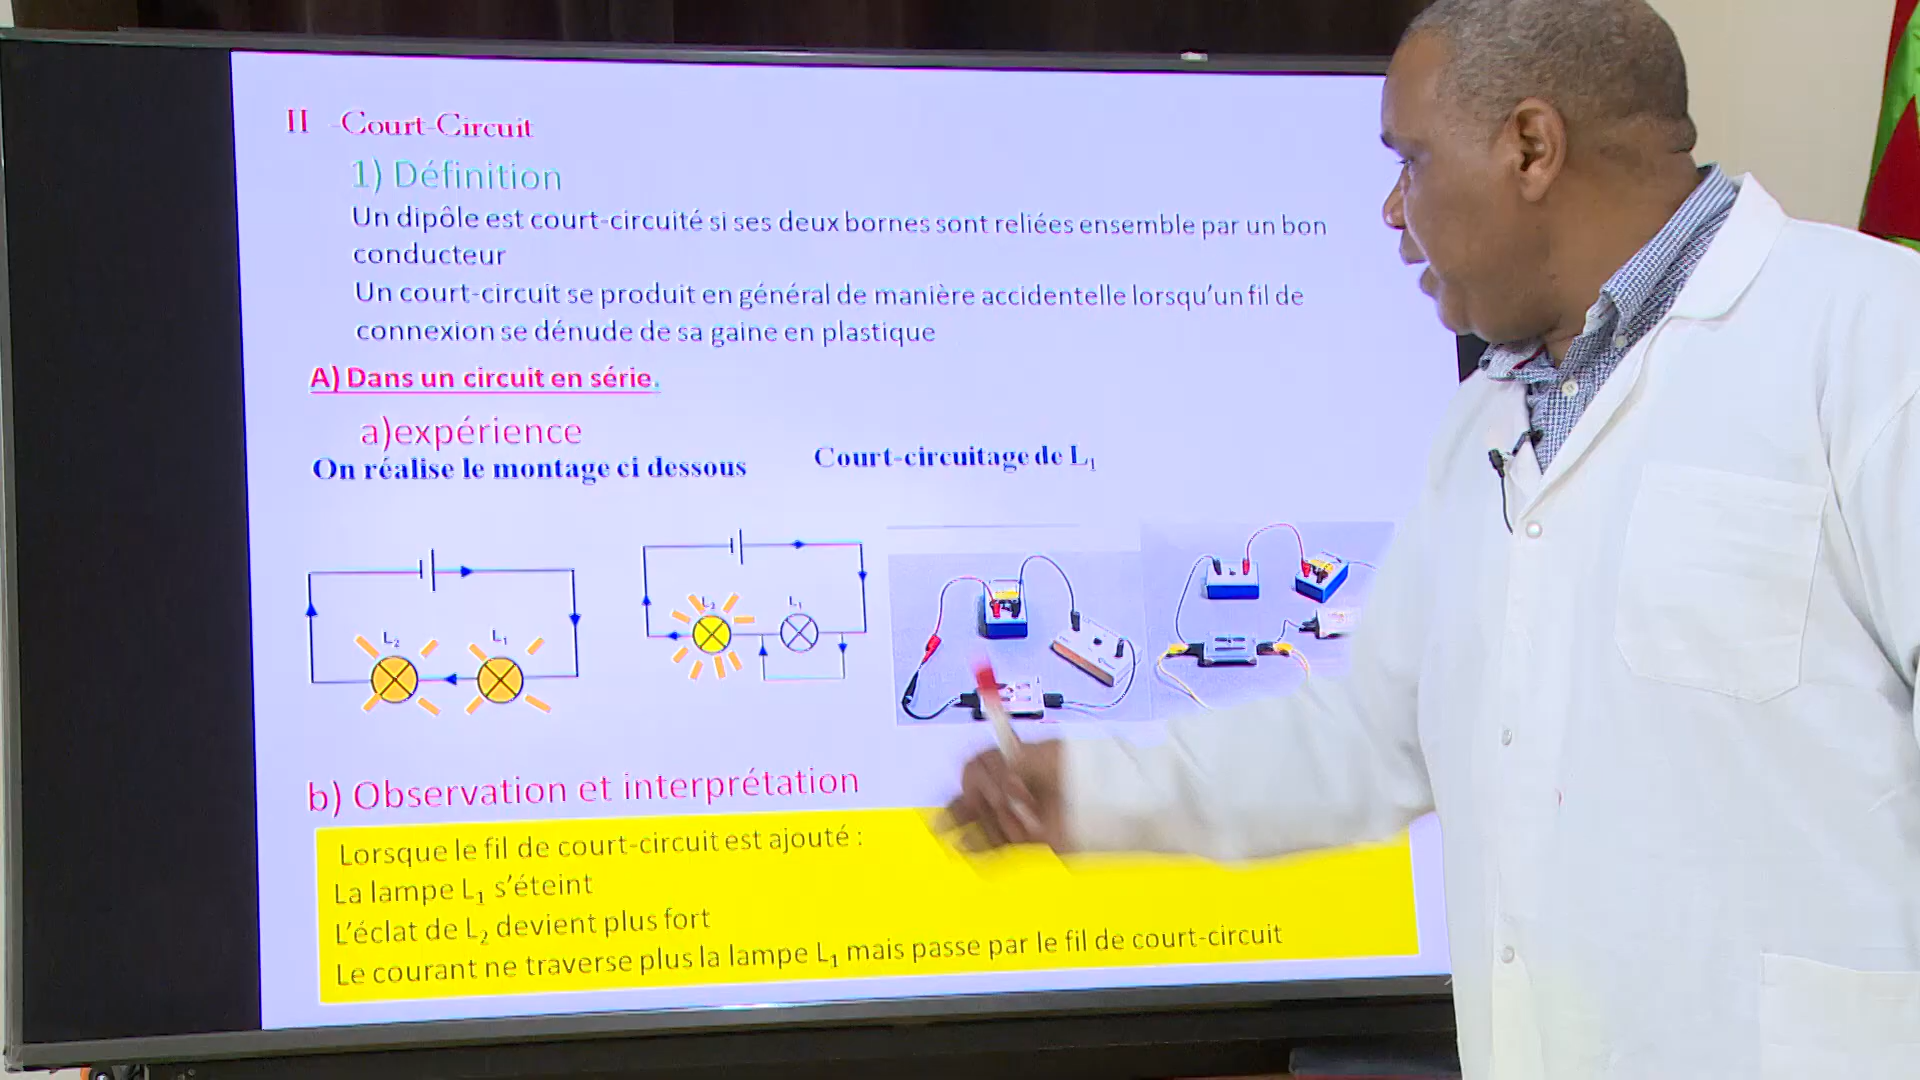 II -Court-Circuit
1) Définition
Un dipôle est court-circuité si ses deux bornes sont reliées ensemble par un bon
conducteur
Un court-circuit se produit en général de manière accidentelle lorsqu’un fil de
connexion se dénude de sa gaine en plastique
A) Dans un circuit en série.
a)expérience
On réalise le montage ci dessous
Court-circuitage de L₁
L₂ L₁
L₂ L₁
b) Observation et interprétation
Lorsque le fil de court-circuit est ajouté :
La lampe L₁ s’éteint
L’éclat de L₂ devient plus fort
Le courant ne traverse plus la lampe L₁ mais passe par le fil de court-circuit